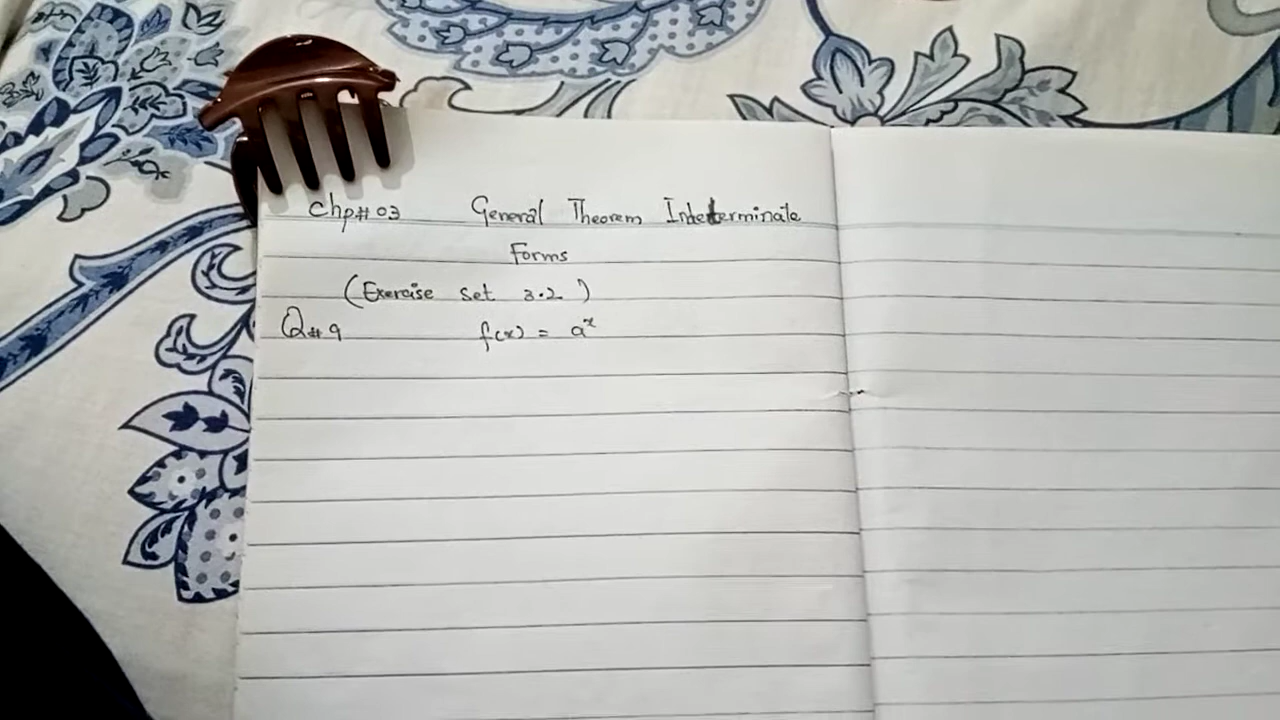 Chp# 03 General Theorem Indeterminate
Forms
(Exercise Set 3.2)
Q#9 f(x) = a^x